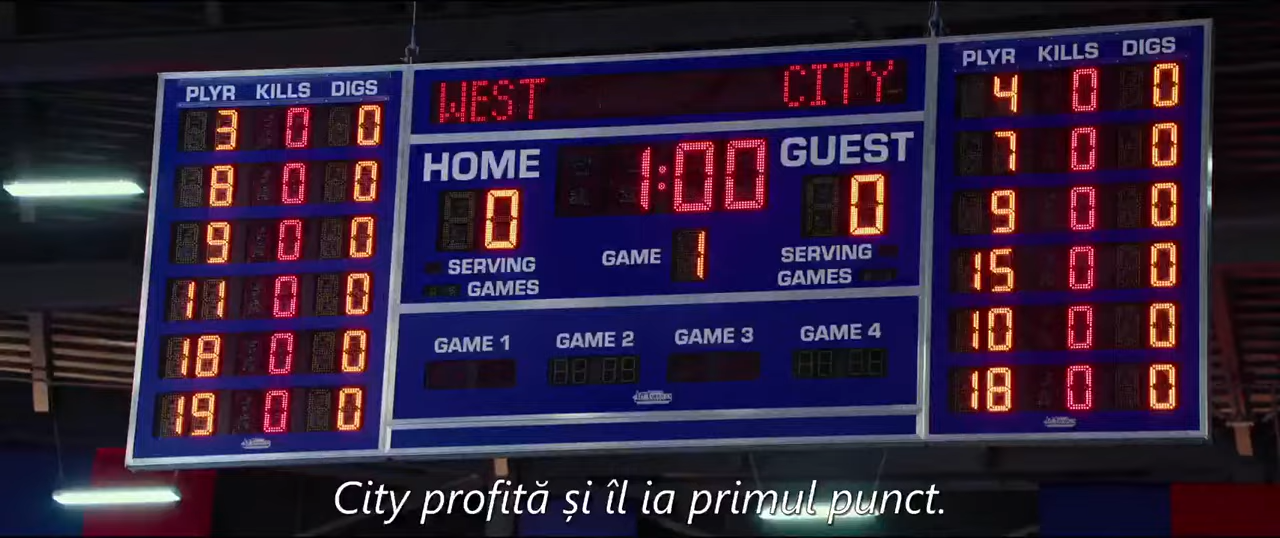 PLYR KILLS DIGS
3 0 0
8 0 0
9 0 0
11 0 0
18 0 0
19 0 0
WEST CITY
HOME 1:00 GUEST
0 0
GAME 1
SERVING SERVING
GAMES GAMES
GAME 1 GAME 2 GAME 3 GAME 4
PLYR KILLS DIGS
4 0 0
7 0 0
9 0 0
15 0 0
10 0 0
18 0 0
City profită și îl ia primul punct.